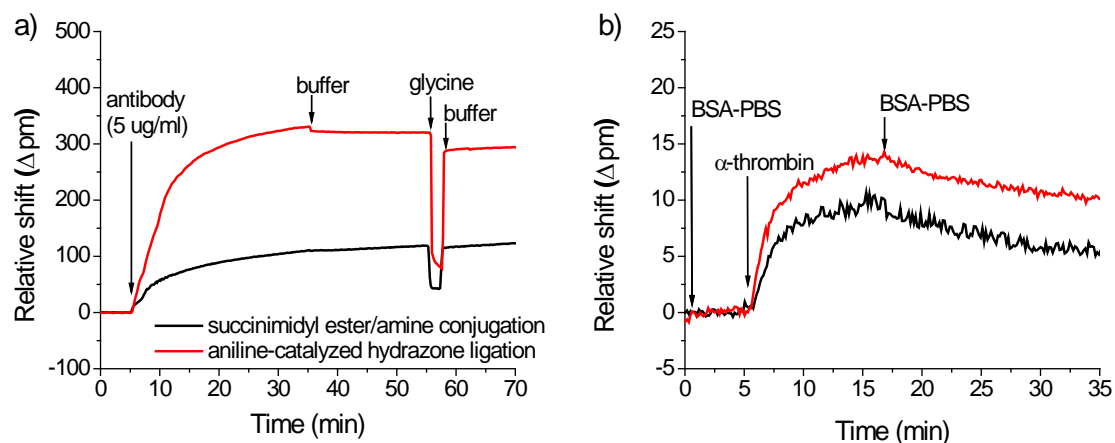 a)
500
400
300
200
100
0
-100
Relative shift (Δpm)
antibody
(5 ug/ml)
buffer
glycine
buffer
succinimidyl ester/amine conjugation
aniline-catalyzed hydrazone ligation
0 10 20 30 40 50 60 70
Time (min)
b)
25
20
15
10
5
0
-5
Relative shift (Δpm)
BSA-PBS
BSA-PBS
α-thrombin
0 5 10 15 20 25 30 35
Time (min)